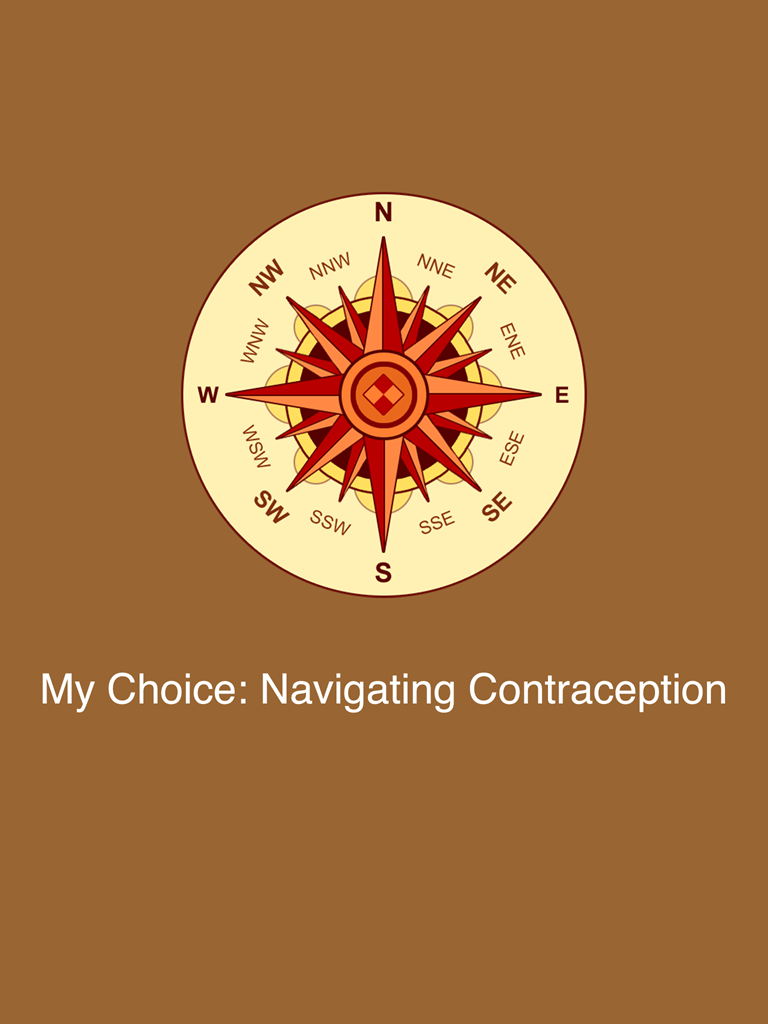 N
NNW
NNE
NW
NE
WNW
ENE
W
E
WSW
ESE
SW
SE
SSW
SSE
S
My Choice: Navigating Contraception